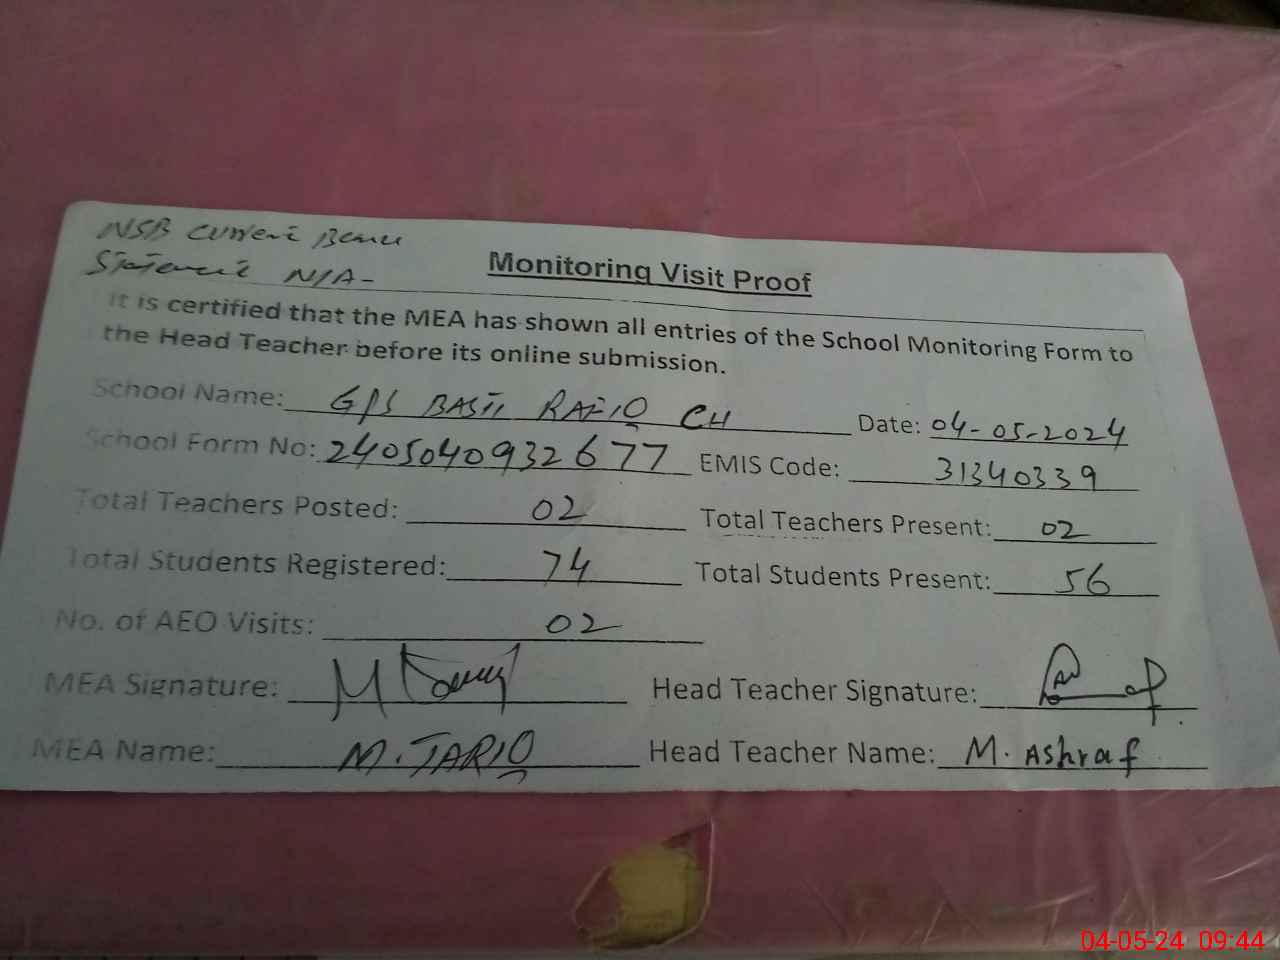 NSB Current
Statement N/A-
Monitoring Visit Proof
It is certified that the MEA has shown all entries of the School Monitoring Form to
the Head Teacher before its online submission.
School Name: GPS BASTI RAFIQ CH Date: 04-05-2024
School Form No: 2405040932677 EMIS Code: 31340339
Total Teachers Posted: 02 Total Teachers Present: 02
Total Students Registered: 74 Total Students Present: 56
No. of AEO Visits: 02
MEA Signature: Head Teacher Signature:
MEA Name: M. TARIQ Head Teacher Name: M. Ashraf
04-05-24 09:44